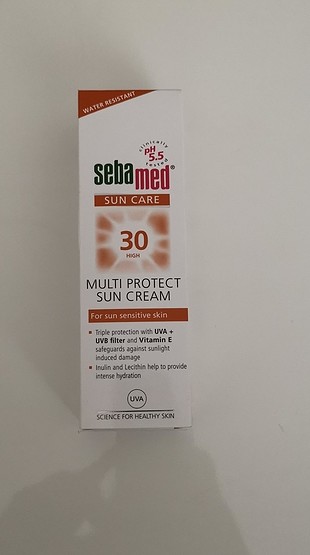 WATER RESISTANT
clinically
pH
5.5
tested
sebamed®
SUN CARE
30
HIGH
MULTI PROTECT
SUN CREAM
For sun sensitive skin
Triple protection with UVA +
UVB filter and Vitamin E
safeguards against sunlight
induced damage
Inulin and Lecithin help to provide
intense hydration
UVA
SCIENCE FOR HEALTHY SKIN